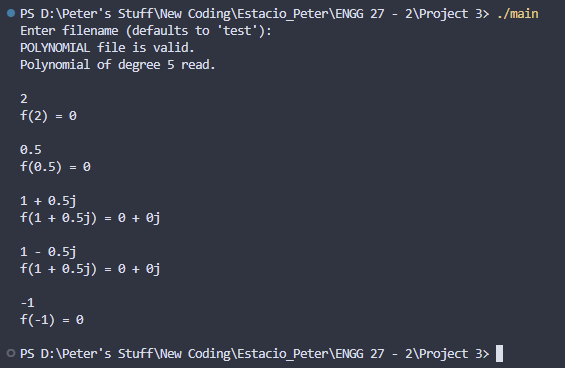 PS D:\Peter's Stuff\New Coding\Estacio_Peter\ENGG 27 - 2\Project 3> ./main
Enter filename (defaults to 'test'):
POLYNOMIAL file is valid.
Polynomial of degree 5 read.
2
f(2) = 0
0.5
f(0.5) = 0
1 + 0.5j
f(1 + 0.5j) = 0 + 0j
1 - 0.5j
f(1 + 0.5j) = 0 + 0j
-1
f(-1) = 0
PS D:\Peter's Stuff\New Coding\Estacio_Peter\ENGG 27 - 2\Project 3>